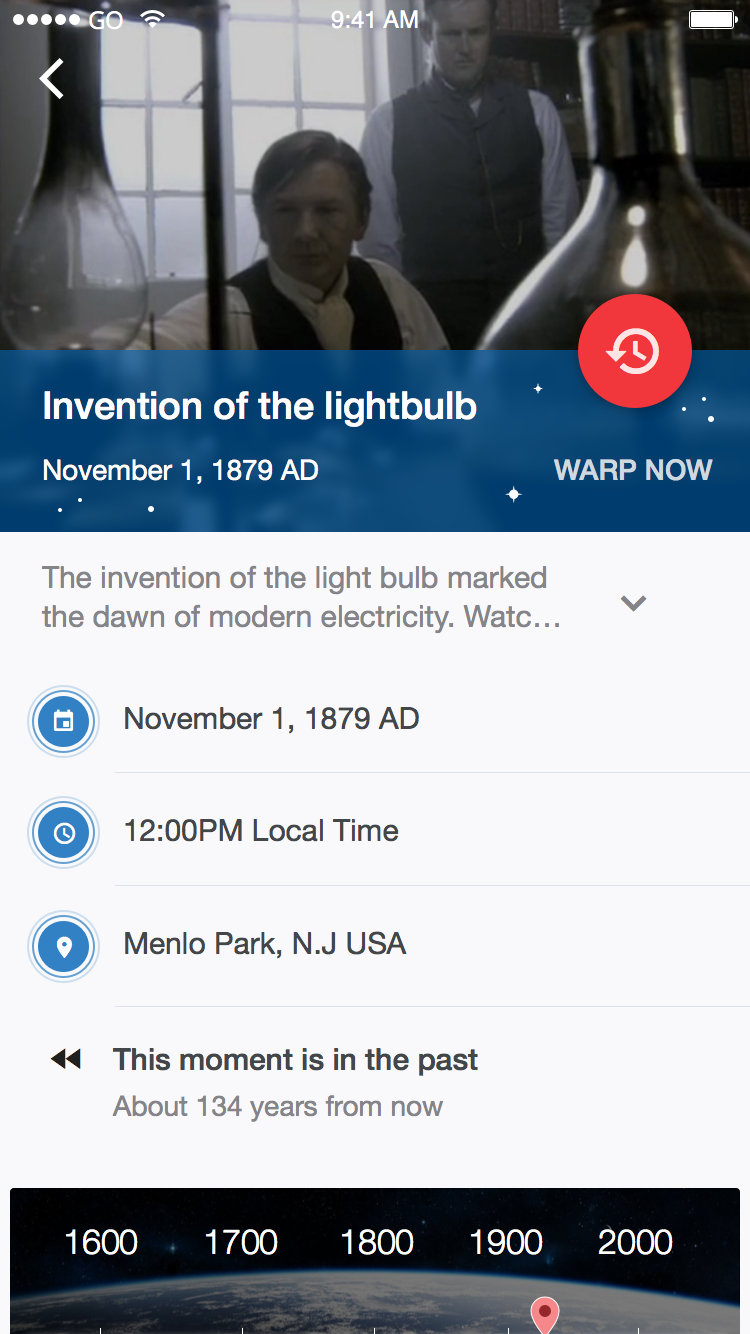 GO 9:41 AM
Invention of the lightbulb
November 1, 1879 AD WARP NOW
The invention of the light bulb marked
the dawn of modern electricity. Watc...
November 1, 1879 AD
12:00PM Local Time
Menlo Park, N.J USA
This moment is in the past
About 134 years from now
1600 1700 1800 1900 2000